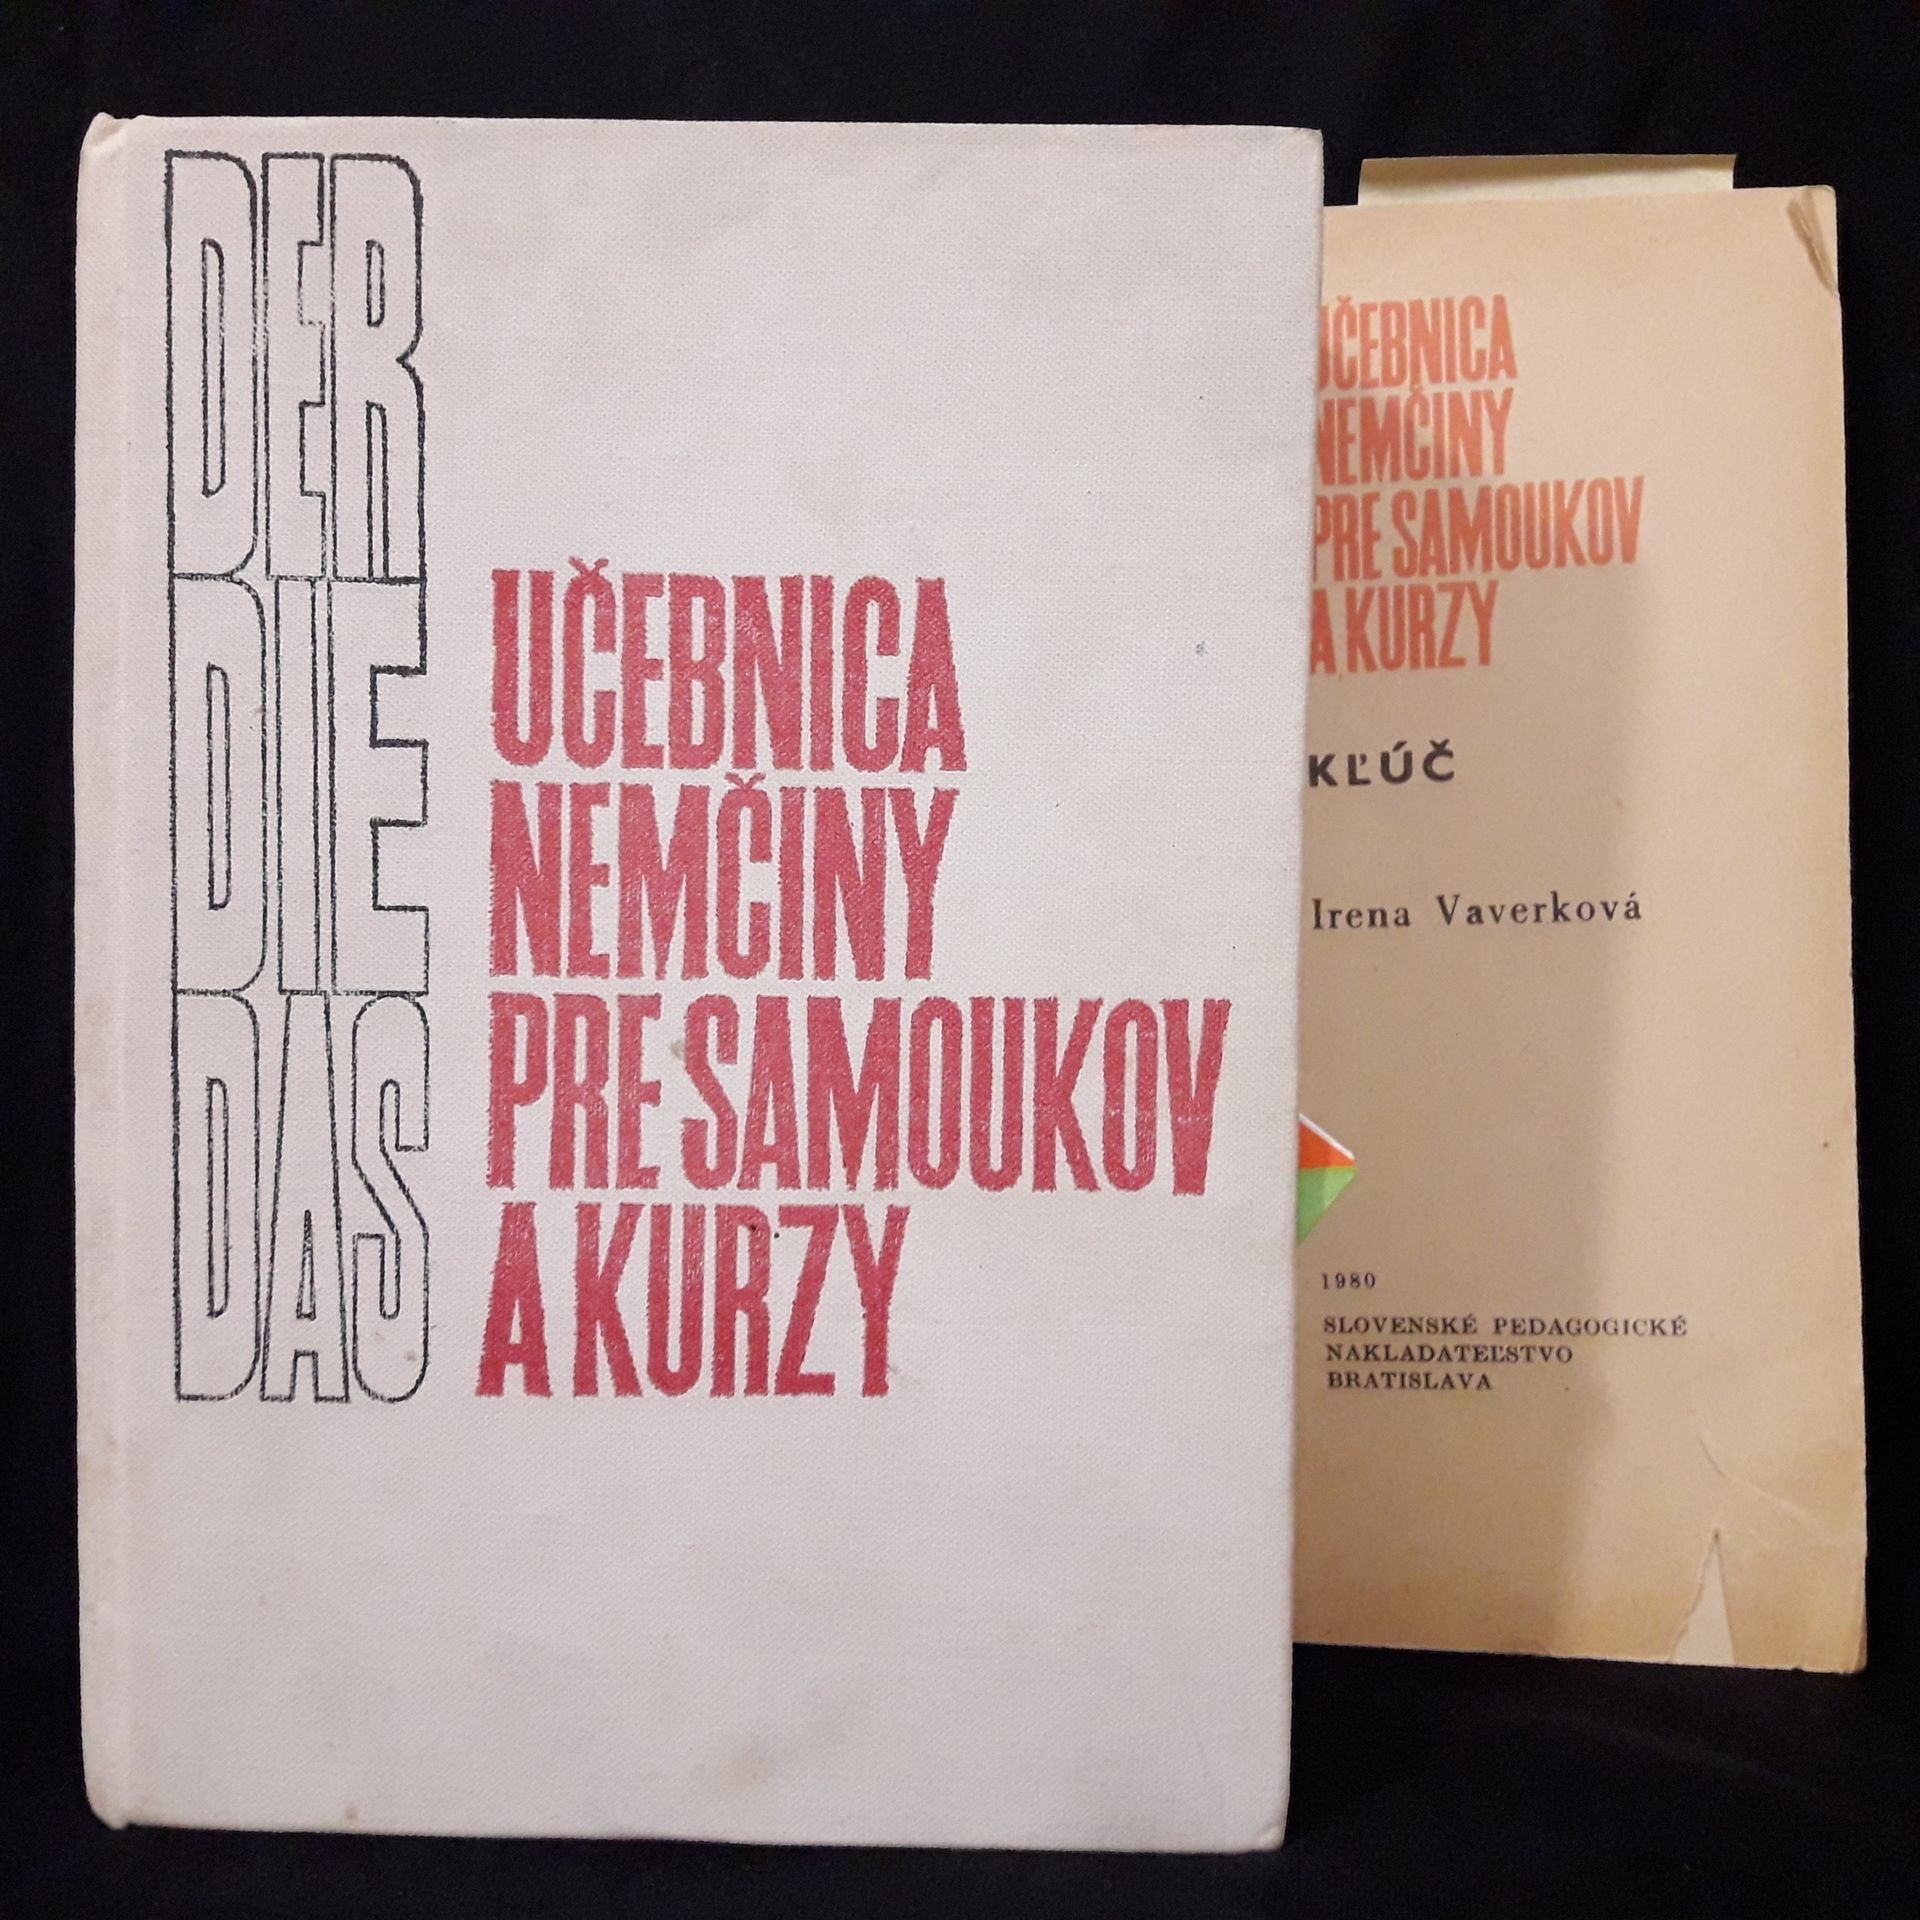 DER
DIE
DAS
UČEBNICA
NEMČINY
PRE SAMOUKOV
A KURZY
UČEBNICA
NEMČINY
PRE SAMOUKOV
A KURZY
KĽÚČ
Irena Vaverková
1980
SLOVENSKÉ PEDAGOGICKÉ
NAKLADATEĽSTVO
BRATISLAVA